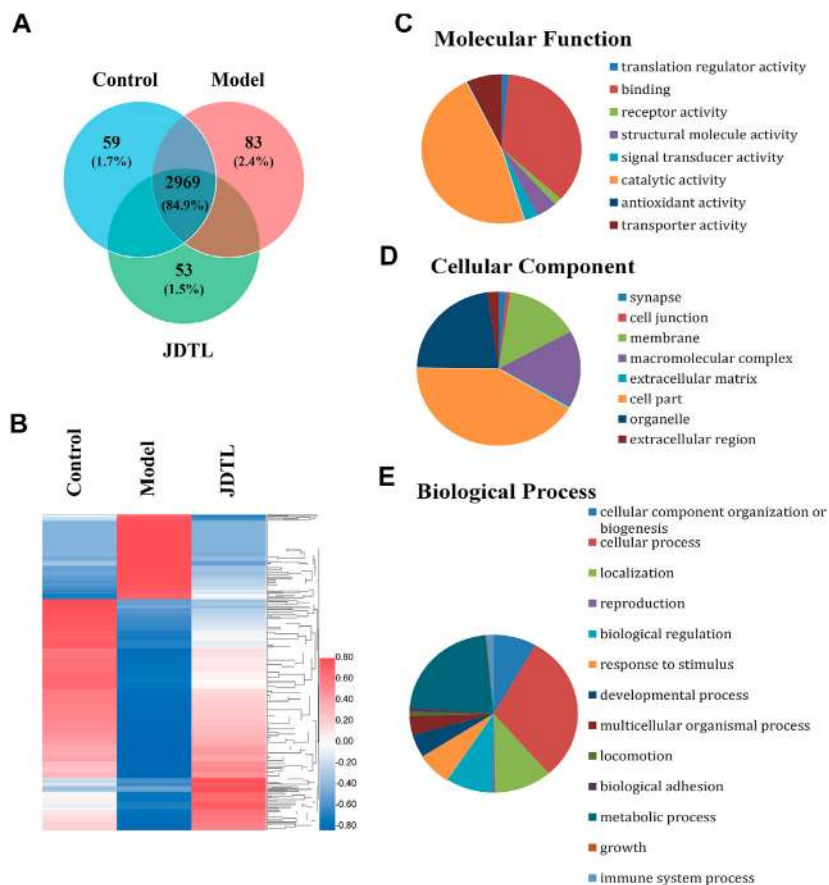 A
Control Model
59
(1.7%)
83
(2.4%)
2969
(84.9%)
53
(1.5%)
JDTL
B
Control
Model
JDTL
0.80
0.60
0.40
0.20
0.00
-0.20
-0.40
-0.60
-0.80
C Molecular Function
translation regulator activity
binding
receptor activity
structural molecule activity
signal transducer activity
catalytic activity
antioxidant activity
transporter activity
D Cellular Component
synapse
cell junction
membrane
macromolecular complex
extracellular matrix
cell part
organelle
extracellular region
E Biological Process
cellular component organization or
biogenesis
cellular process
localization
reproduction
biological regulation
response to stimulus
developmental process
multicellular organismal process
locomotion
biological adhesion
metabolic process
growth
immune system process